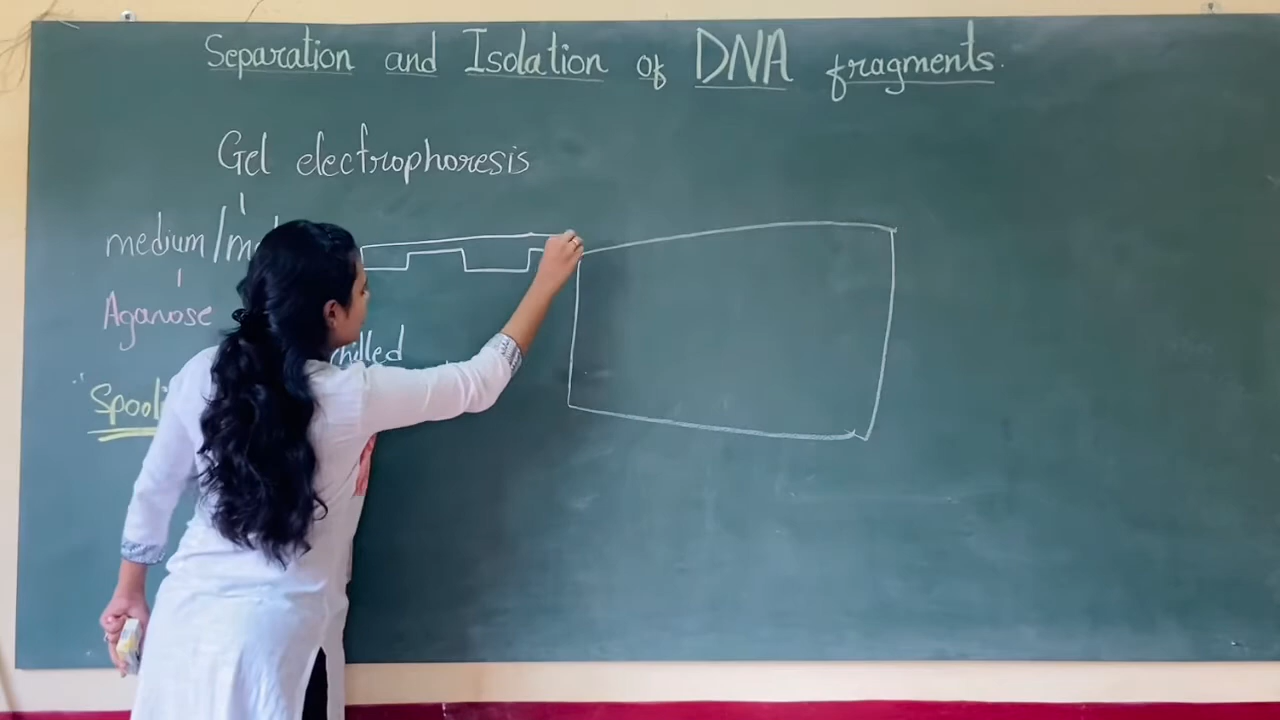 Separation and Isolation of DNA fragments.
Gel electrophoresis
medium/
Agarose
chilled